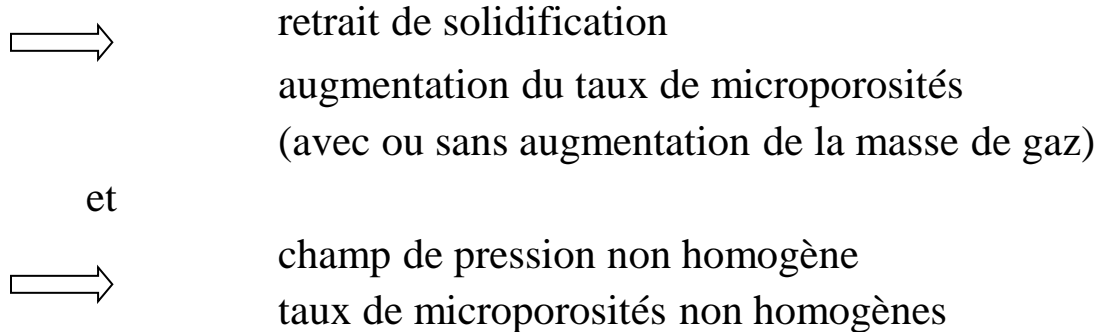 retrait de solidification
augmentation du taux de microporosités
(avec ou sans augmentation de la masse de gaz)
et
champ de pression non homogène
taux de microporosités non homogènes